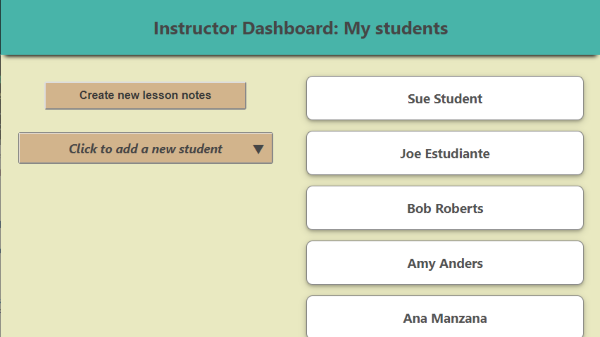 Instructor Dashboard: My students
Create new lesson notes
Click to add a new student
Sue Student
Joe Estudiante
Bob Roberts
Amy Anders
Ana Manzana